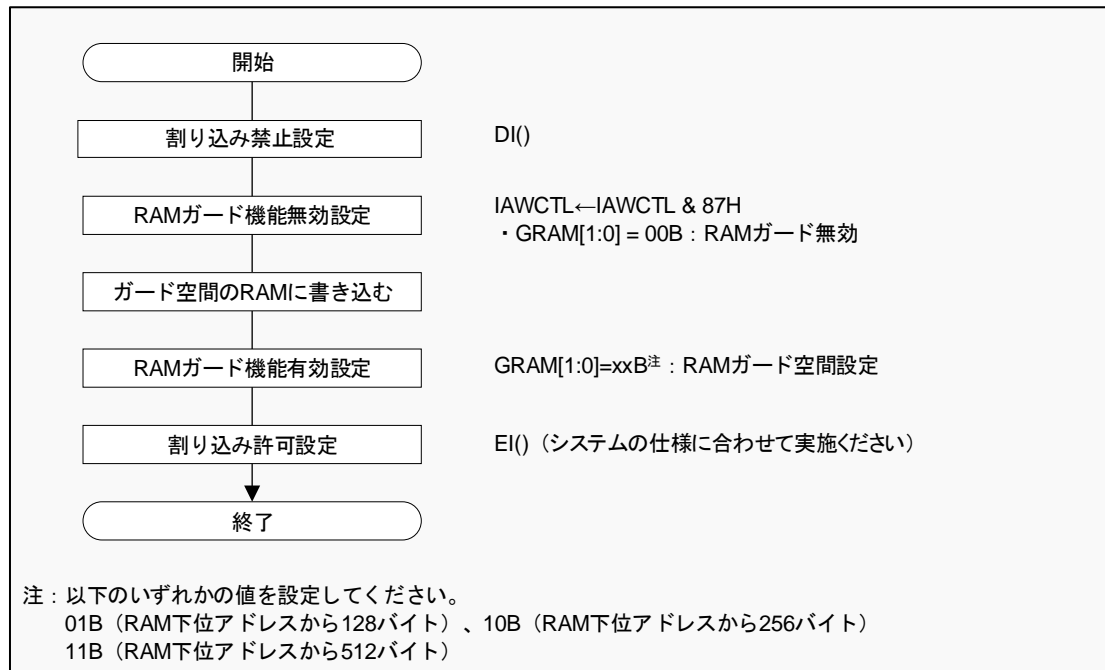 開始
割り込み禁止設定
DI()
RAMガード機能無効設定
IAWCTL←IAWCTL & 87H
・GRAM[1:0] = 00B：RAMガード無効
ガード空間のRAMに書き込む
RAMガード機能有効設定
GRAM[1:0]=xxB注：RAMガード空間設定
割り込み許可設定
EI()（システムの仕様に合わせて実施ください）
終了
注：以下のいずれかの値を設定してください。
01B（RAM下位アドレスから128バイト）、10B（RAM下位アドレスから256バイト）
11B（RAM下位アドレスから512バイト）